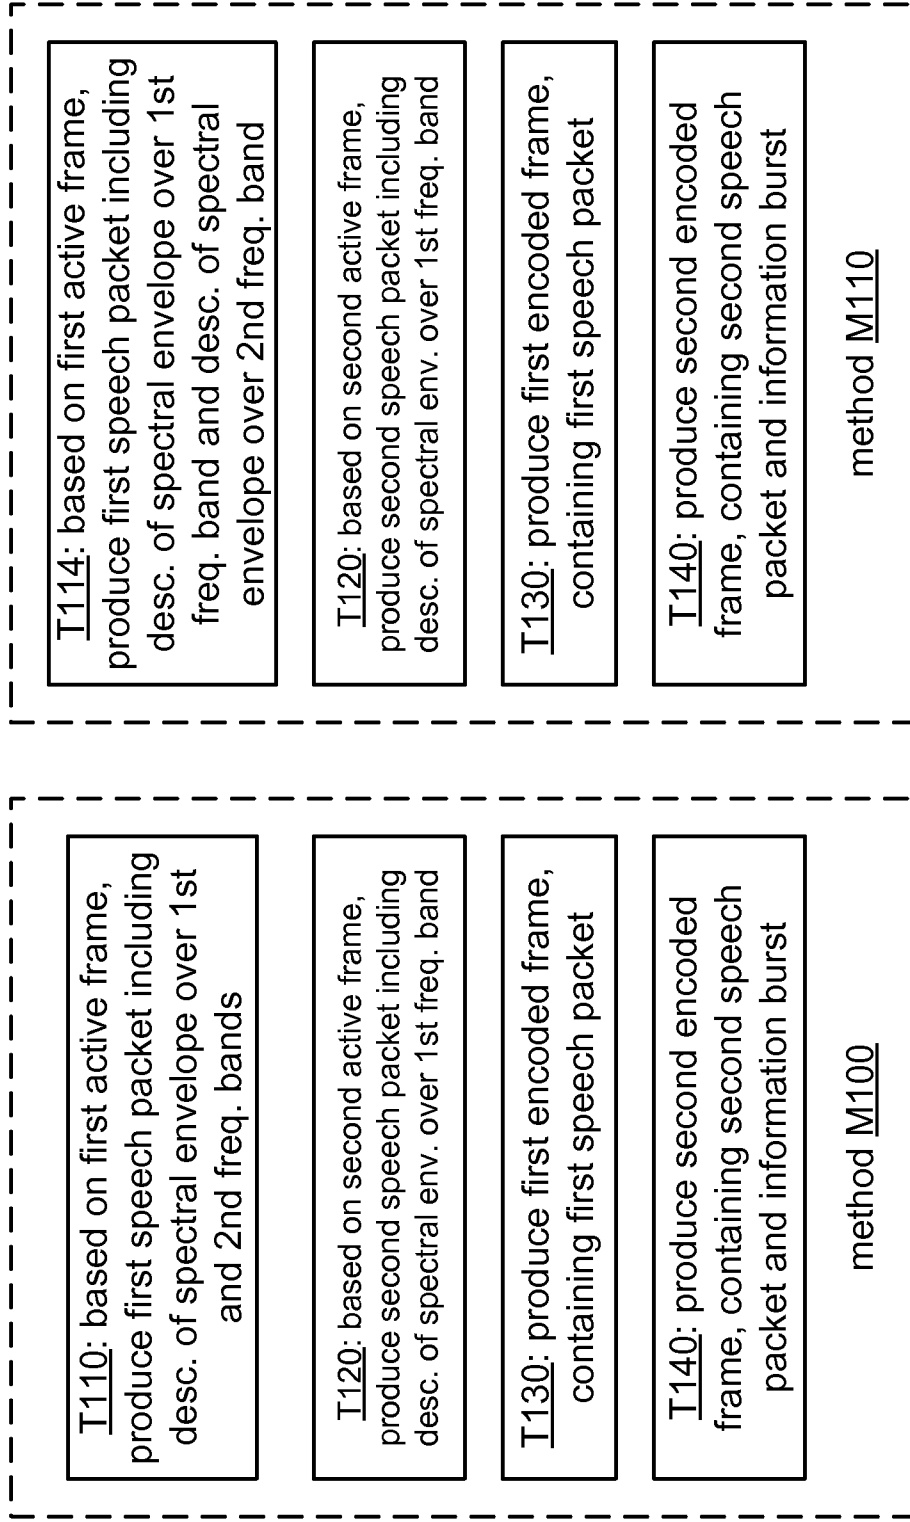 T110: based on first active frame,
produce first speech packet including
desc. of spectral envelope over 1st
and 2nd freq. bands
T120: based on second active frame,
produce second speech packet including
desc. of spectral env. over 1st freq. band
T130: produce first encoded frame,
containing first speech packet
T140: produce second encoded
frame, containing second speech
packet and information burst
method M100
T114: based on first active frame,
produce first speech packet including
desc. of spectral envelope over 1st
freq. band and desc. of spectral
envelope over 2nd freq. band
T120: based on second active frame,
produce second speech packet including
desc. of spectral env. over 1st freq. band
T130: produce first encoded frame,
containing first speech packet
T140: produce second encoded
frame, containing second speech
packet and information burst
method M110